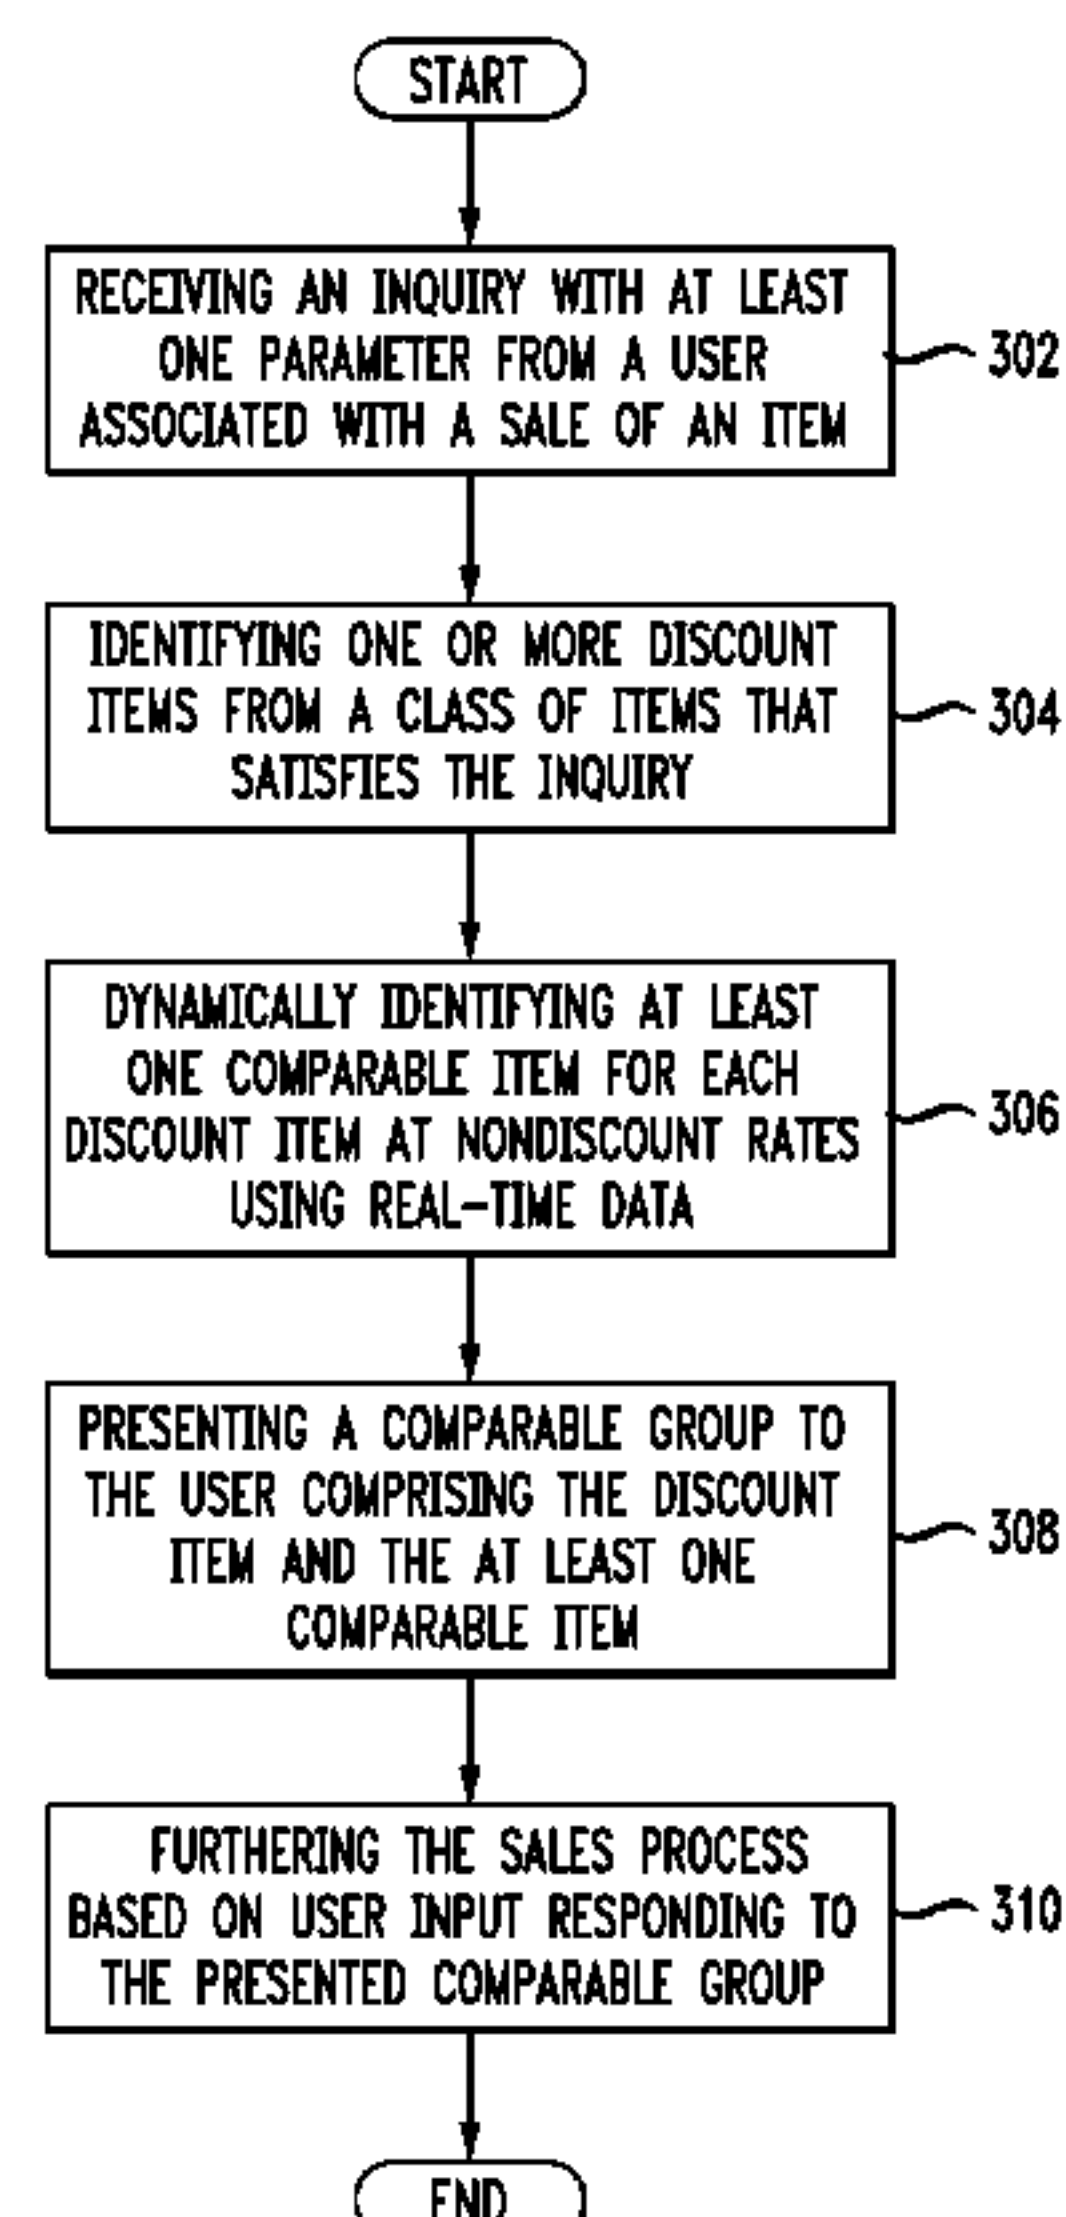 START
RECEIVING AN INQUIRY WITH AT LEAST
ONE PARAMETER FROM A USER
ASSOCIATED WITH A SALE OF AN ITEM
302
IDENTIFYING ONE OR MORE DISCOUNT
ITEMS FROM A CLASS OF ITEMS THAT
SATISFIES THE INQUIRY
304
DYNAMICALLY IDENTIFYING AT LEAST
ONE COMPARABLE ITEM FOR EACH
DISCOUNT ITEM AT NONDISCOUNT RATES
USING REAL-TIME DATA
306
PRESENTING A COMPARABLE GROUP TO
THE USER COMPRISING THE DISCOUNT
ITEM AND THE AT LEAST ONE
COMPARABLE ITEM
308
FURTHERING THE SALES PROCESS
BASED ON USER INPUT RESPONDING TO
THE PRESENTED COMPARABLE GROUP
310
END